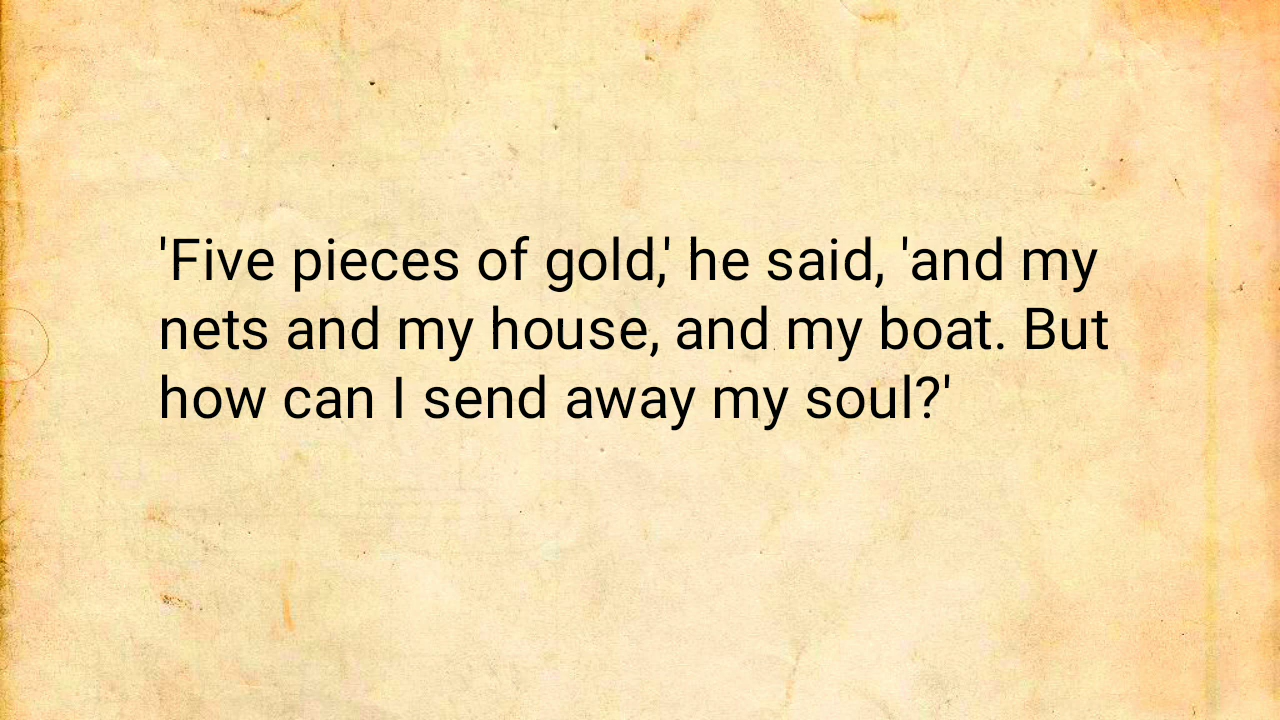 'Five pieces of gold,' he said, 'and my
nets and my house, and my boat. But
how can I send away my soul?'